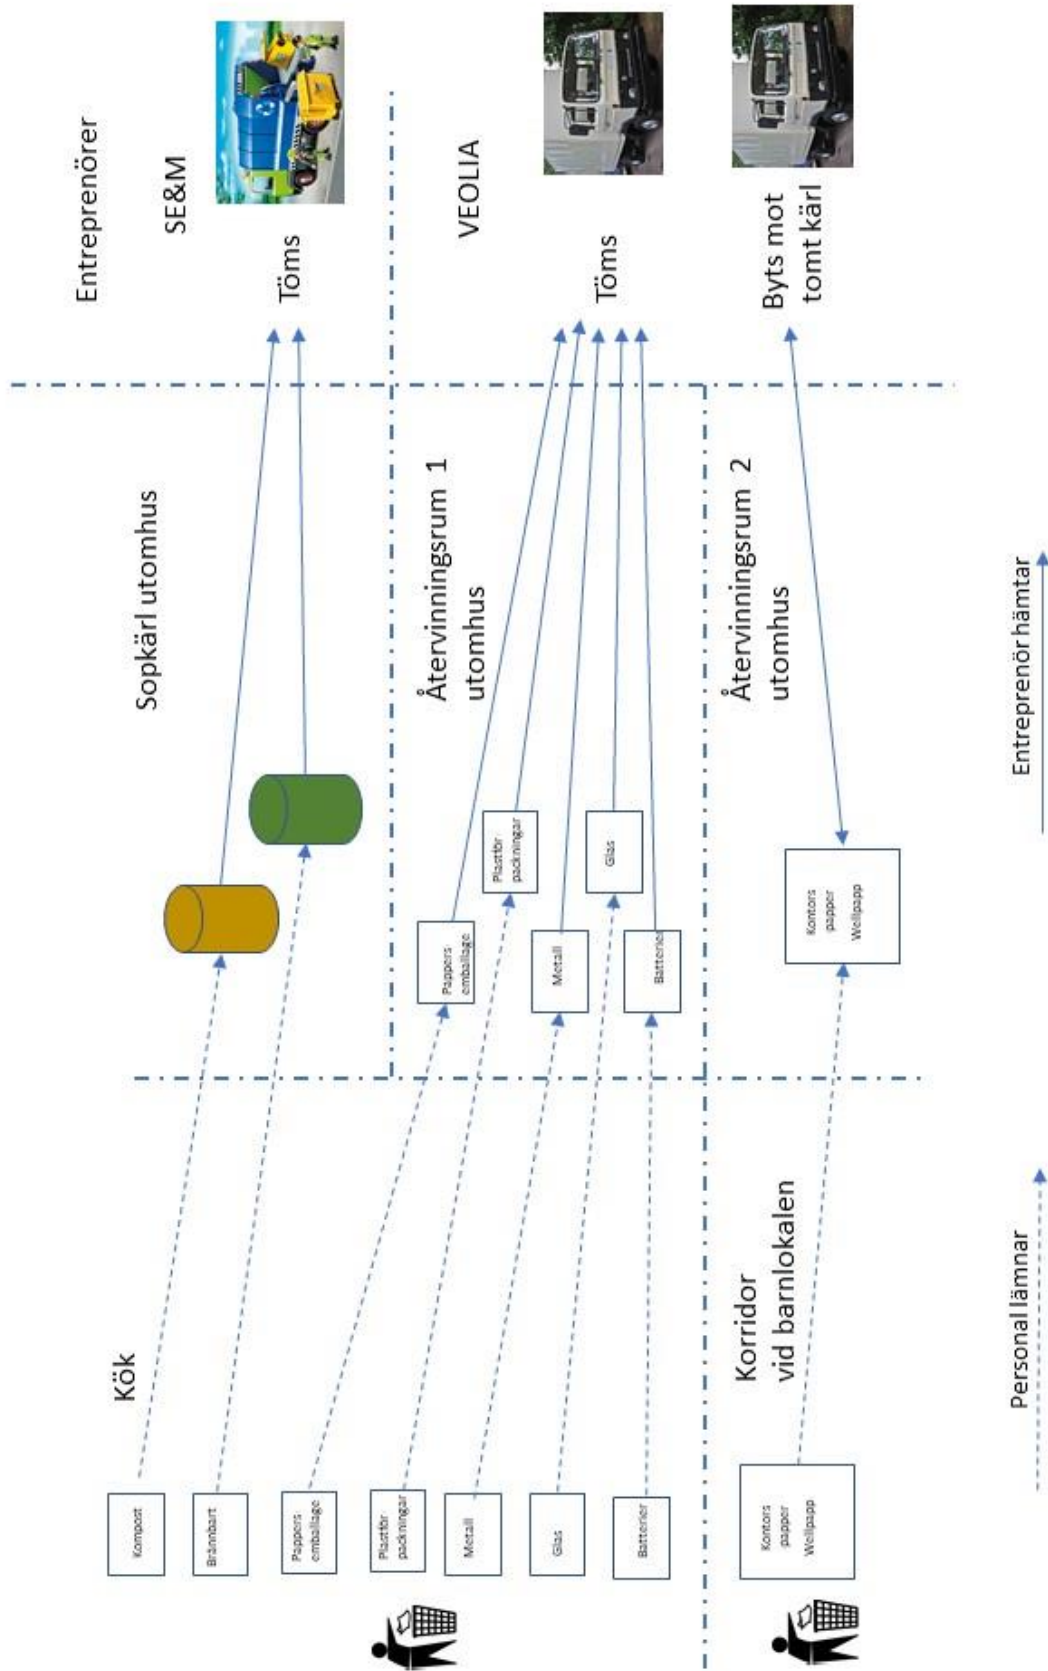 Entreprenörer
Kök
Sopkärl utomhus
SE&M
Kompost
Brännbart
Töms
Återvinningsrum 1
utomhus
VEOLIA
Pappers
emballage
Plastför
packningar
Metall
Glas
Batterier
Pappers
emballage
Plastför
packningar
Metall
Glas
Batterier
Töms
Korridor
vid barnlokalen
Återvinningsrum 2
utomhus
Byts mot
tomt kärl
Kontors
papper
Wellpapp
Kontors
papper
Wellpapp
Personal lämnar
Entreprenör hämtar